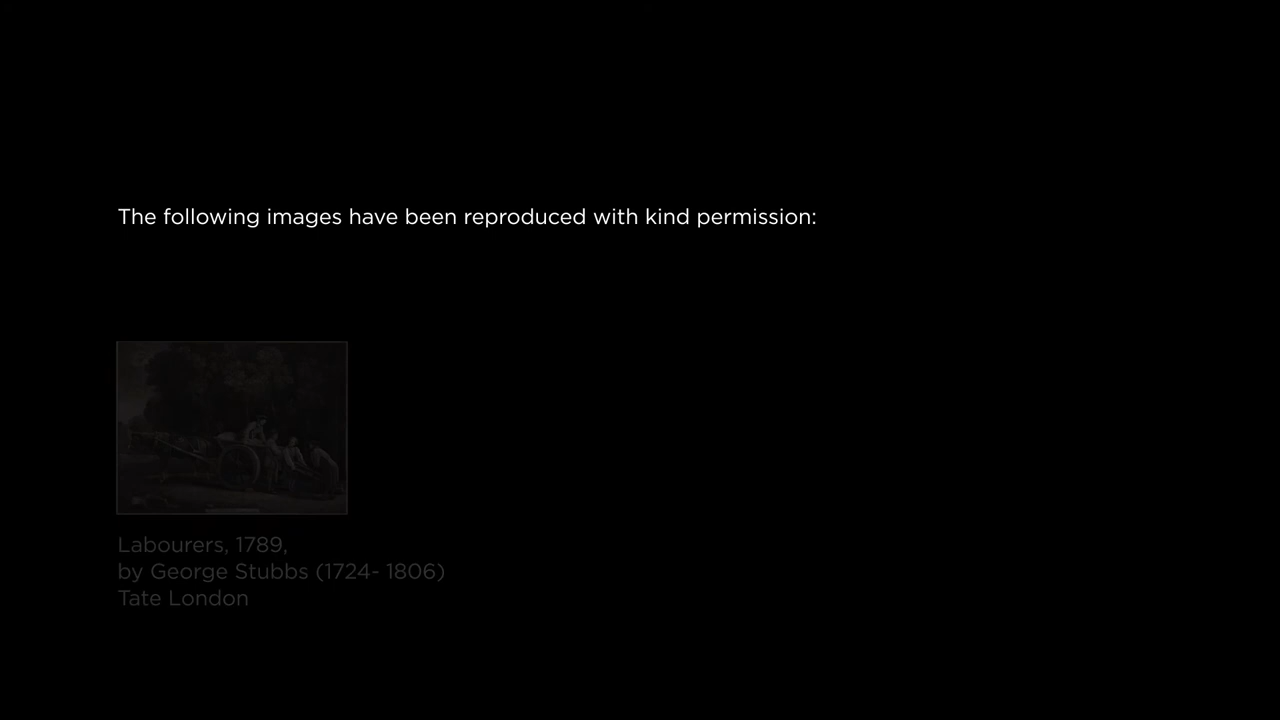 The following images have been reproduced with kind permission:
Labourers, 1789,
by George Stubbs (1724- 1806)
Tate London